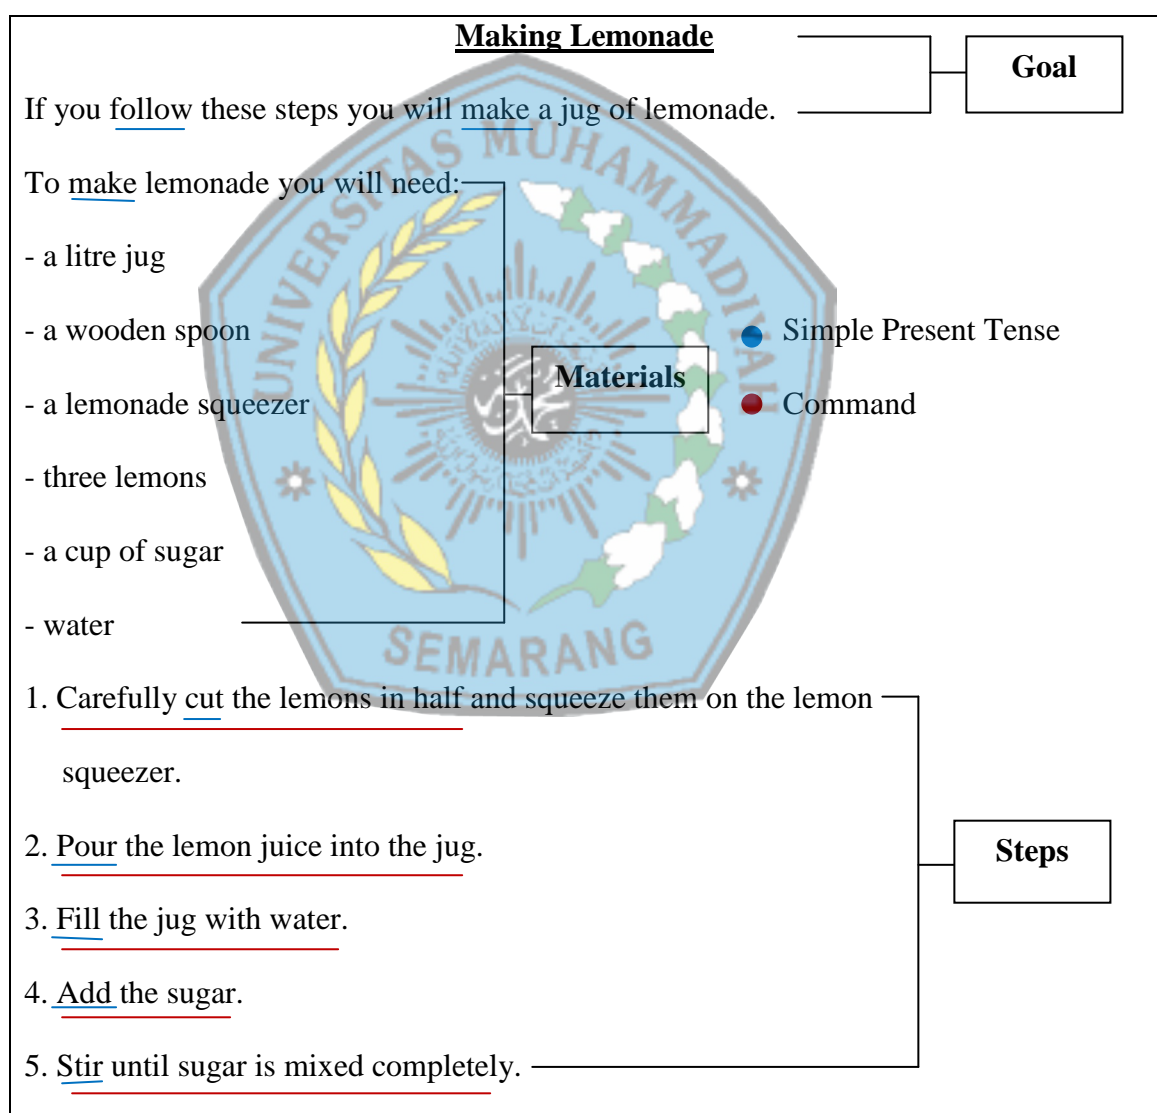 Making Lemonade
Goal
If you follow these steps you will make a jug of lemonade.
To make lemonade you will need:
- a litre jug
- a wooden spoon
- a lemonade squeezer
- three lemons
- a cup of sugar
- water
Materials
Simple Present Tense
Command
1. Carefully cut the lemons in half and squeeze them on the lemon
squeezer.
2. Pour the lemon juice into the jug.
3. Fill the jug with water.
4. Add the sugar.
5. Stir until sugar is mixed completely.
Steps
UNIVERSITAS MUHAMMADIYAH
SEMARANG